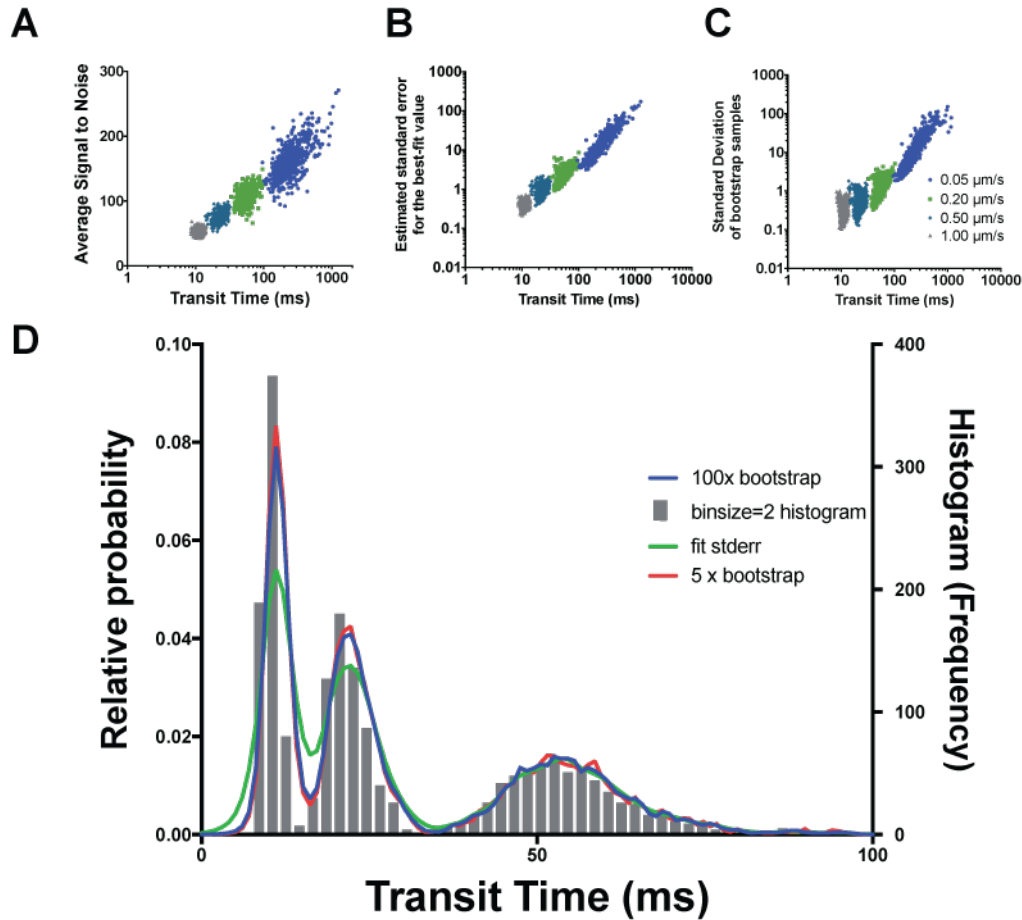 A
B
C
Average Signal to Noise
300
200
100
0
1
10
100
1000
Transit Time (ms)
Estimated standard error
for the best-fit value
1000
100
10
1
0.1
0.01
1
10
100
1000
10000
Transit Time (ms)
Standard Deviation
of bootstrap samples
1000
100
10
1
0.1
0.01
1
10
100
1000
10000
Transit Time (ms)
0.05 µm/s
0.20 µm/s
0.50 µm/s
1.00 µm/s
D
Relative probability
0.10
0.08
0.06
0.04
0.02
0.00
0
50
100
Transit Time (ms)
400
300
200
100
0
Histogram (Frequency)
100x bootstrap
binsize=2 histogram
fit stderr
5 x bootstrap